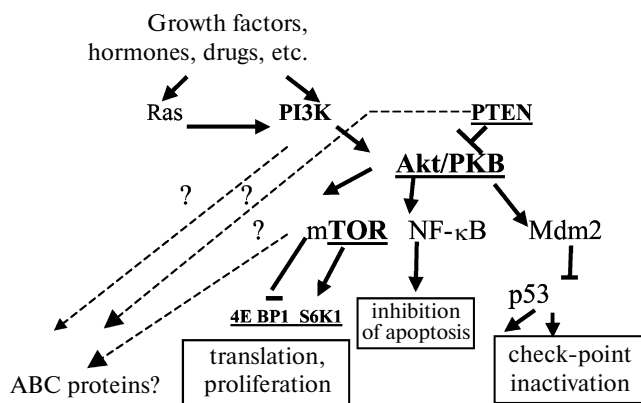 Growth factors,
hormones, drugs, etc.
Ras
PI3K
PTEN
Akt/PKB
?
?
?
mTOR
NF-κB
Mdm2
4E BP1 S6K1
inhibition
of apoptosis
p53
translation,
proliferation
check-point
inactivation
ABC proteins?